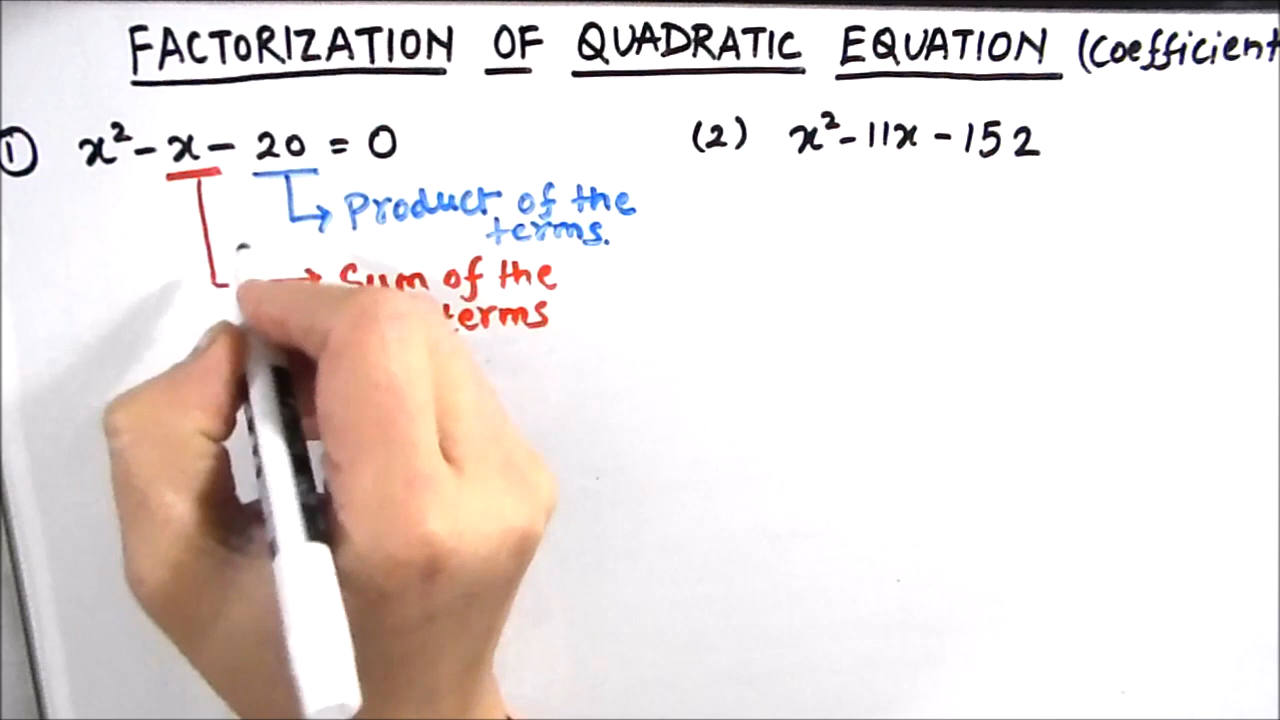 FACTORIZATION OF QUADRATIC EQUATION (Coefficient
1) x² - x - 20 = 0
Product of the
terms.
Sum of the
terms
(2) x² - 11x - 152